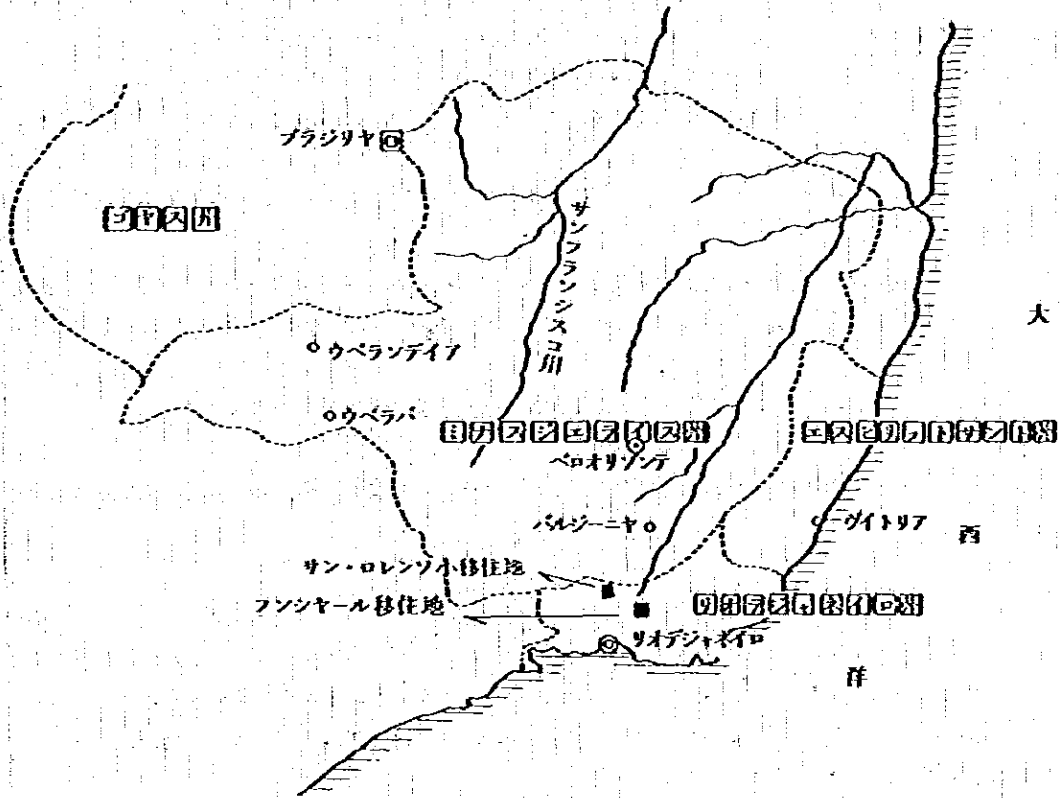 ブラジリヤ
ゴヤス州
サンフランシスコ川
大
ウベランデイア
ウベラバ
ミナスジエライス州
エスピリットサント州
ベロオリゾンテ
バルジーニヤ
ヴイトリア
西
サン・ロレンソ小移住地
フンシヤール移住地
リオデジャネイロ州
リオデジャネイロ
洋